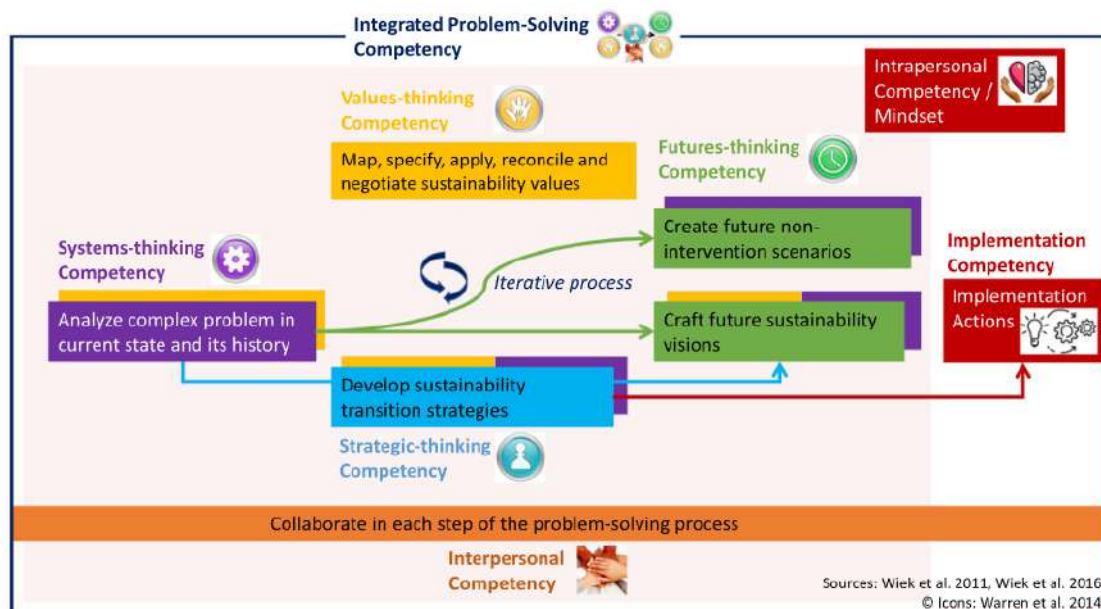 Integrated Problem-Solving
Competency
Intrapersonal
Competency /
Mindset
Values-thinking
Competency
Map, specify, apply, reconcile and
negotiate sustainability values
Futures-thinking
Competency
Create future non-
intervention scenarios
Systems-thinking
Competency
Iterative process
Implementation
Competency
Analyze complex problem in
current state and its history
Craft future sustainability
visions
Implementation
Actions
Develop sustainability
transition strategies
Strategic-thinking
Competency
Collaborate in each step of the problem-solving process
Interpersonal
Competency
Sources: Wiek et al. 2011, Wiek et al. 2016
© Icons: Warren et al. 2014